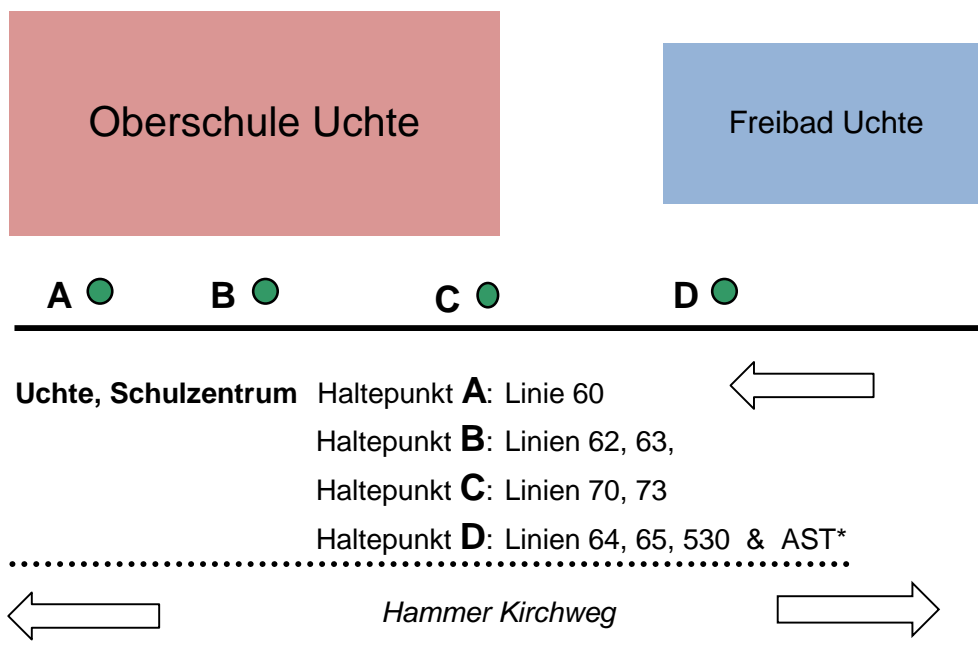 Oberschule Uchte
Freibad Uchte
A B C D
Uchte, Schulzentrum Haltepunkt A: Linie 60
Haltepunkt B: Linien 62, 63,
Haltepunkt C: Linien 70, 73
Haltepunkt D: Linien 64, 65, 530 & AST*
Hammer Kirchweg